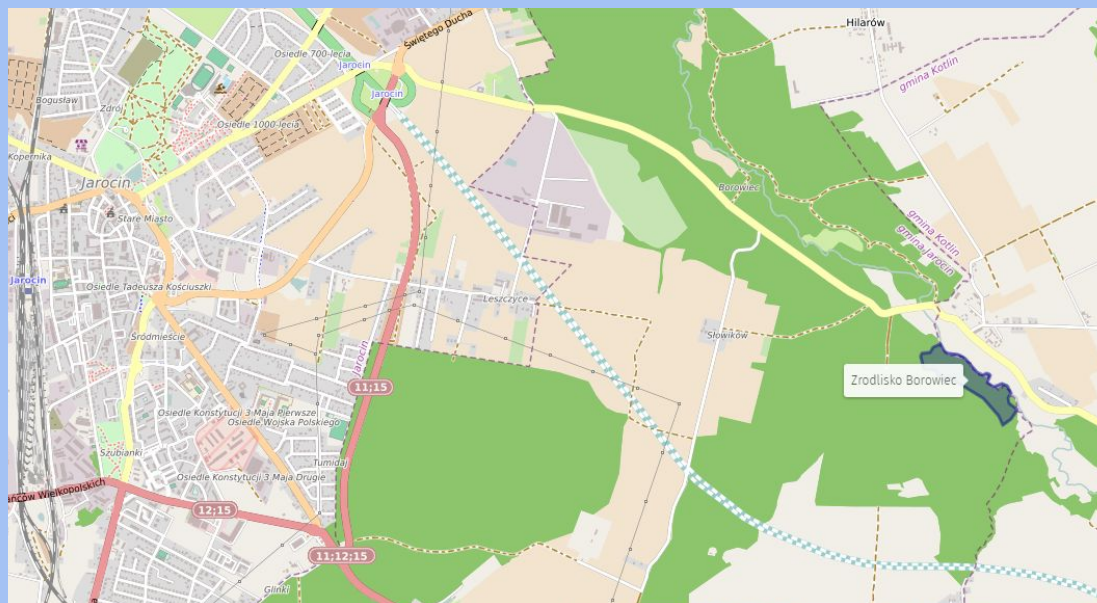 Hilarów
Świętego Ducha
Osiedle 700-lecia
Jarocin
Jarocin
gmina Kotlin
Bogusław
Zdrój
Osiedle 1000-lecia
Kopernika
Jarocin
Stare Miasto
Borowiec
gmina Kotlin
gmina Jarocin
Jarocin
Osiedle Tadeusza Kościuszki
Leszczyce
Śródmieście
Słowików
Jarocin
11;15
Zrodlisko Borowiec
Osiedle Konstytucji 3 Maja Pierwsze
Osiedle Wojska Polskiego
Szubianki
Tumidaj
Osiedle Konstytucji 3 Maja Drugie
ńców Wielkopolskich
12;15
11;12;15
Glinki